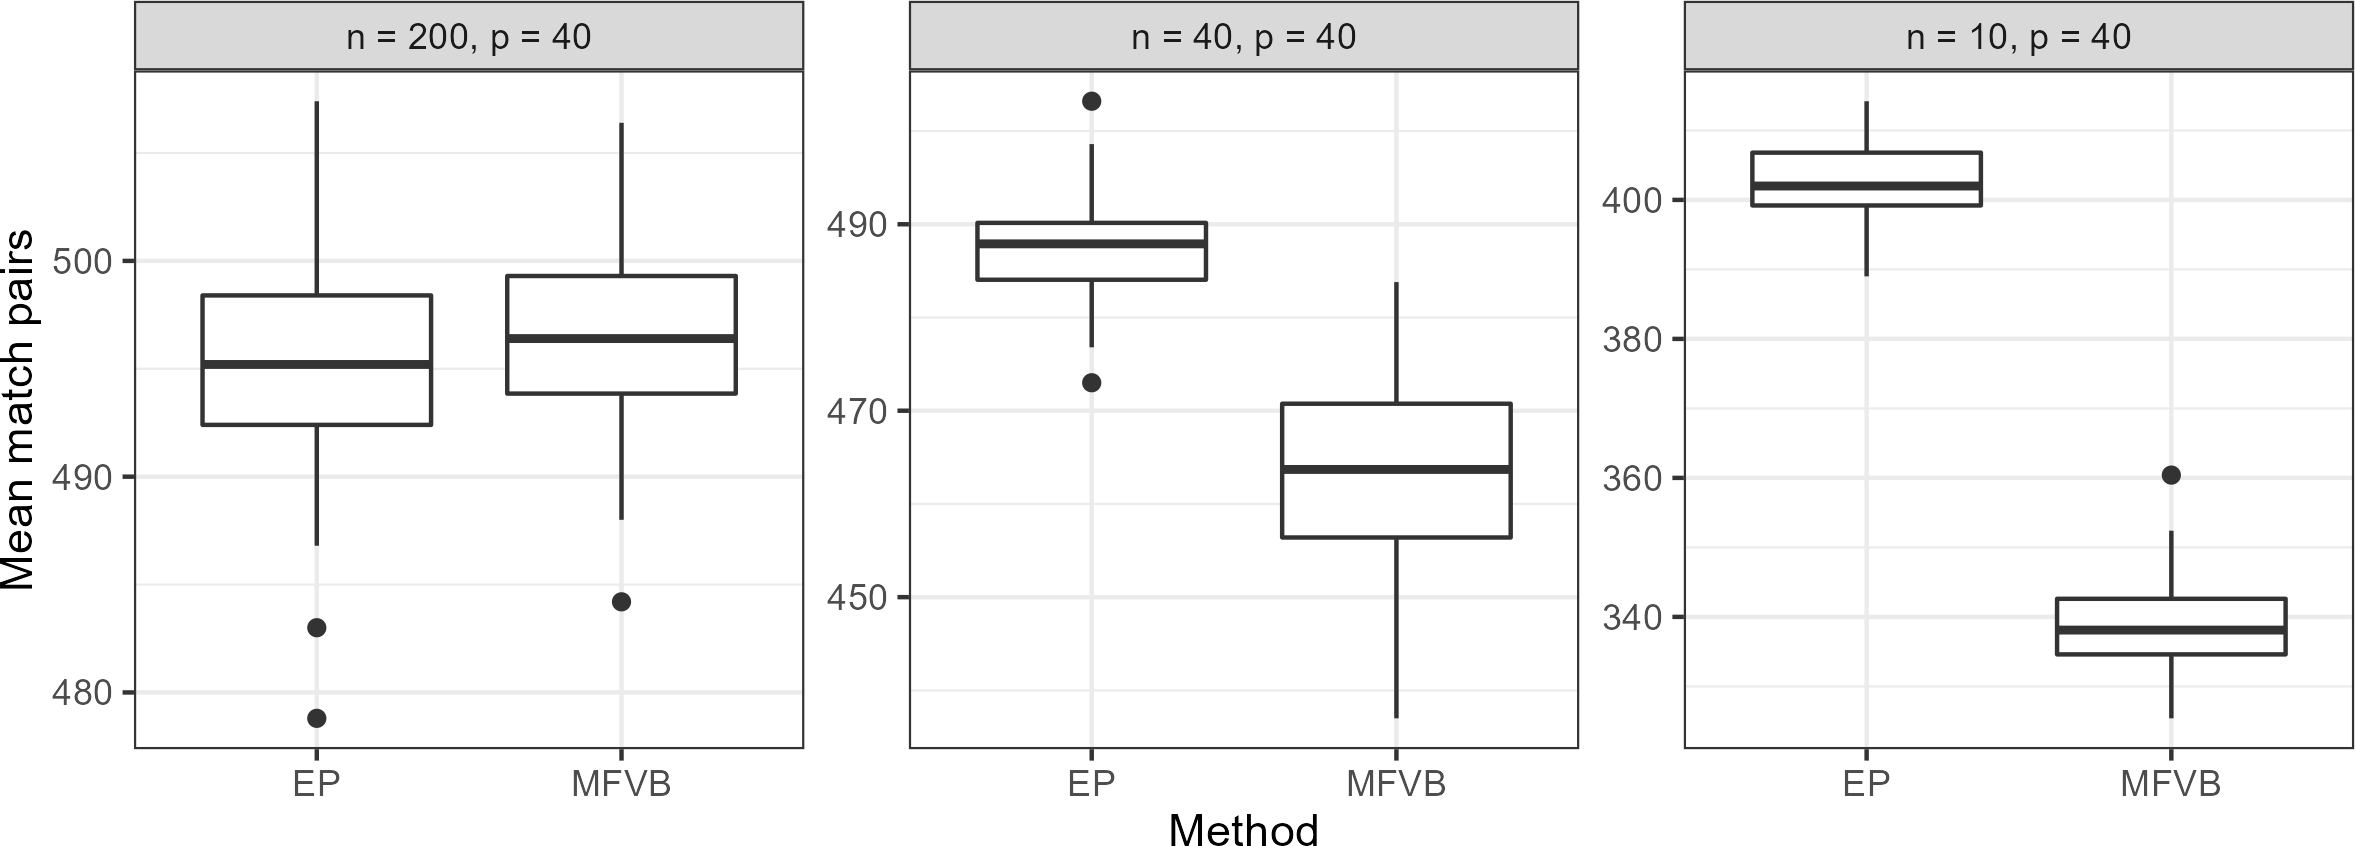 n = 200, p = 40
n = 40, p = 40
n = 10, p = 40
Mean match pairs
500
490
480
490
470
450
400
380
360
340
EP
MFVB
EP
MFVB
EP
MFVB
Method